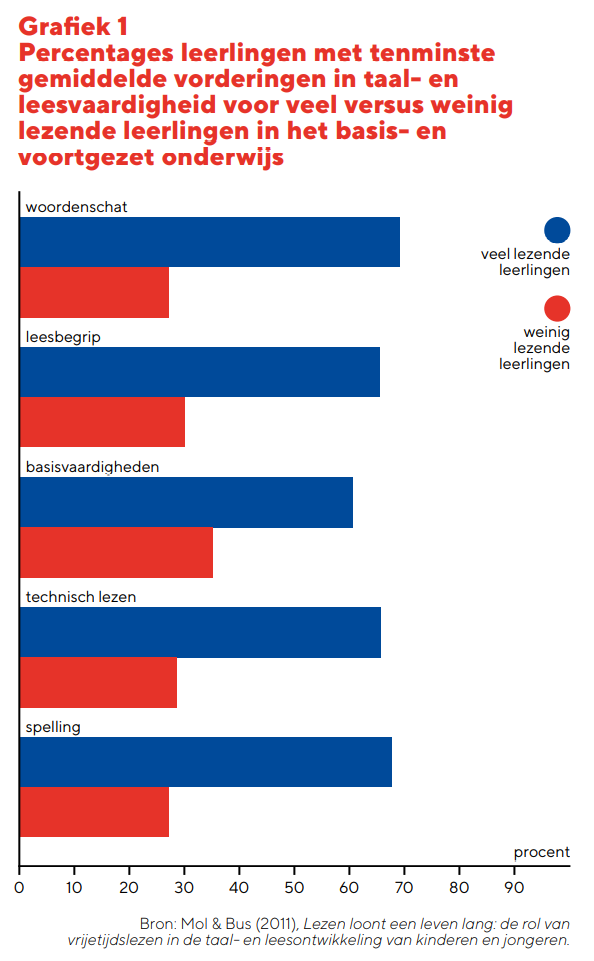 Grafiek 1
Percentages leerlingen met tenminste
gemiddelde vorderingen in taal- en
leesvaardigheid voor veel versus weinig
lezende leerlingen in het basis- en
voortgezet onderwijs
woordenschat
veel lezende
leerlingen
weinig
lezende
leerlingen
leesbegrip
basisvaardigheden
technisch lezen
spelling
procent
0 10 20 30 40 50 60 70 80 90
Bron: Mol & Bus (2011), Lezen loont een leven lang: de rol van
vrijetijdslezen in de taal- en leesontwikkeling van kinderen en jongeren.